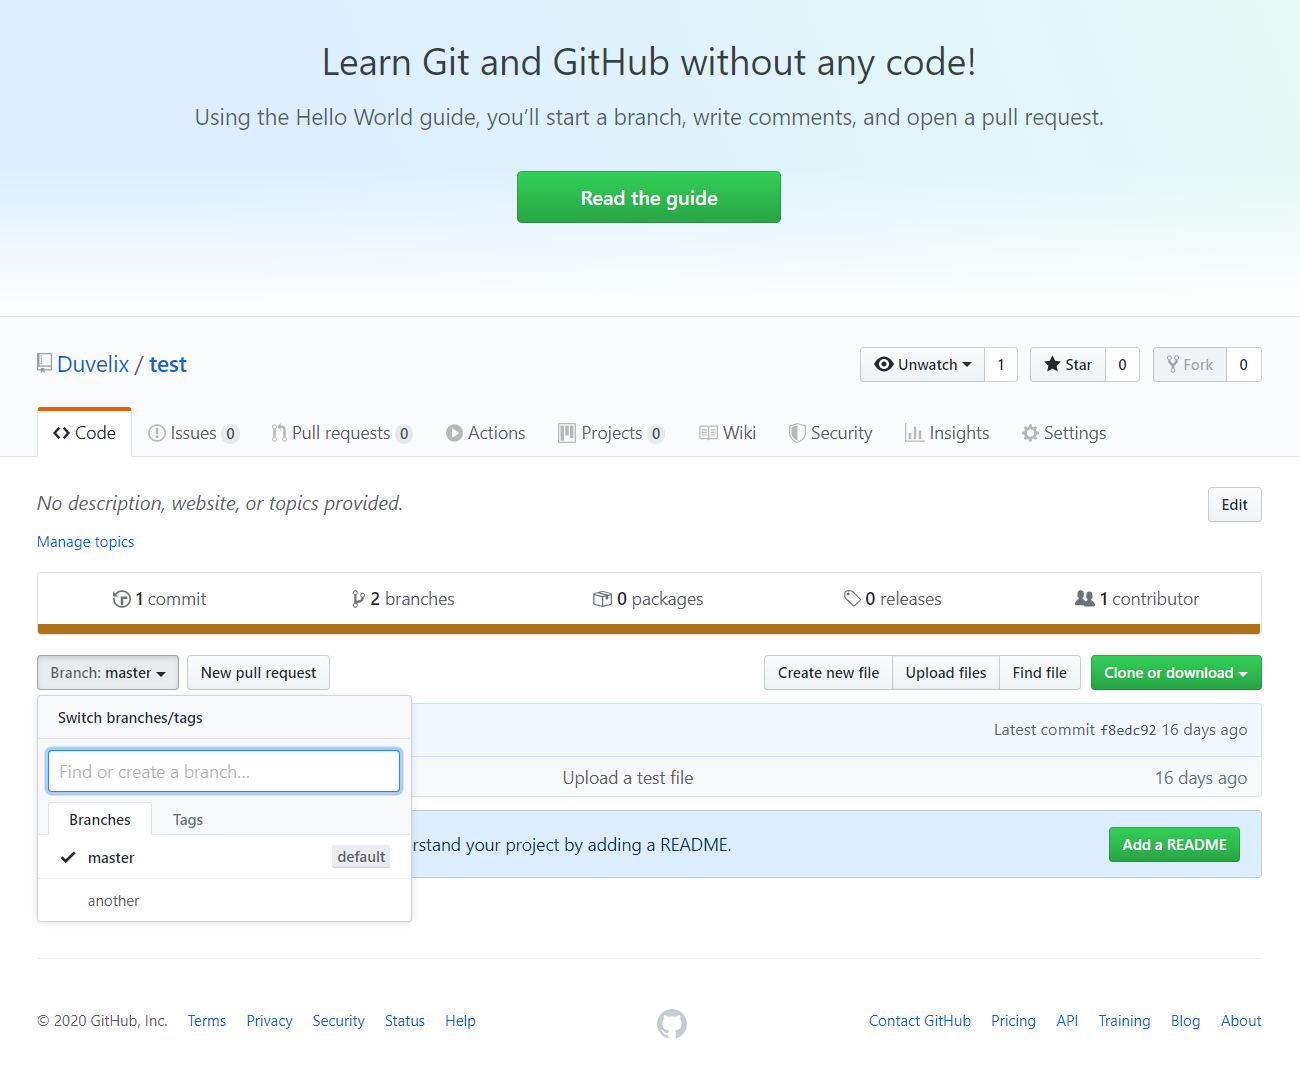 Learn Git and GitHub without any code!
Using the Hello World guide, you’ll start a branch, write comments, and open a pull request.
Read the guide
Duvelix / test
Unwatch 1 Star 0 Fork 0
Code Issues 0 Pull requests 0 Actions Projects 0 Wiki Security Insights Settings
No description, website, or topics provided.
Edit
Manage topics
1 commit 2 branches 0 packages 0 releases 1 contributor
Branch: master New pull request Create new file Upload files Find file Clone or download
Switch branches/tags
Latest commit f8edc92 16 days ago
Find or create a branch...
Upload a test file 16 days ago
Branches Tags
rstand your project by adding a README. Add a README
master default
another
© 2020 GitHub, Inc. Terms Privacy Security Status Help Contact GitHub Pricing API Training Blog About